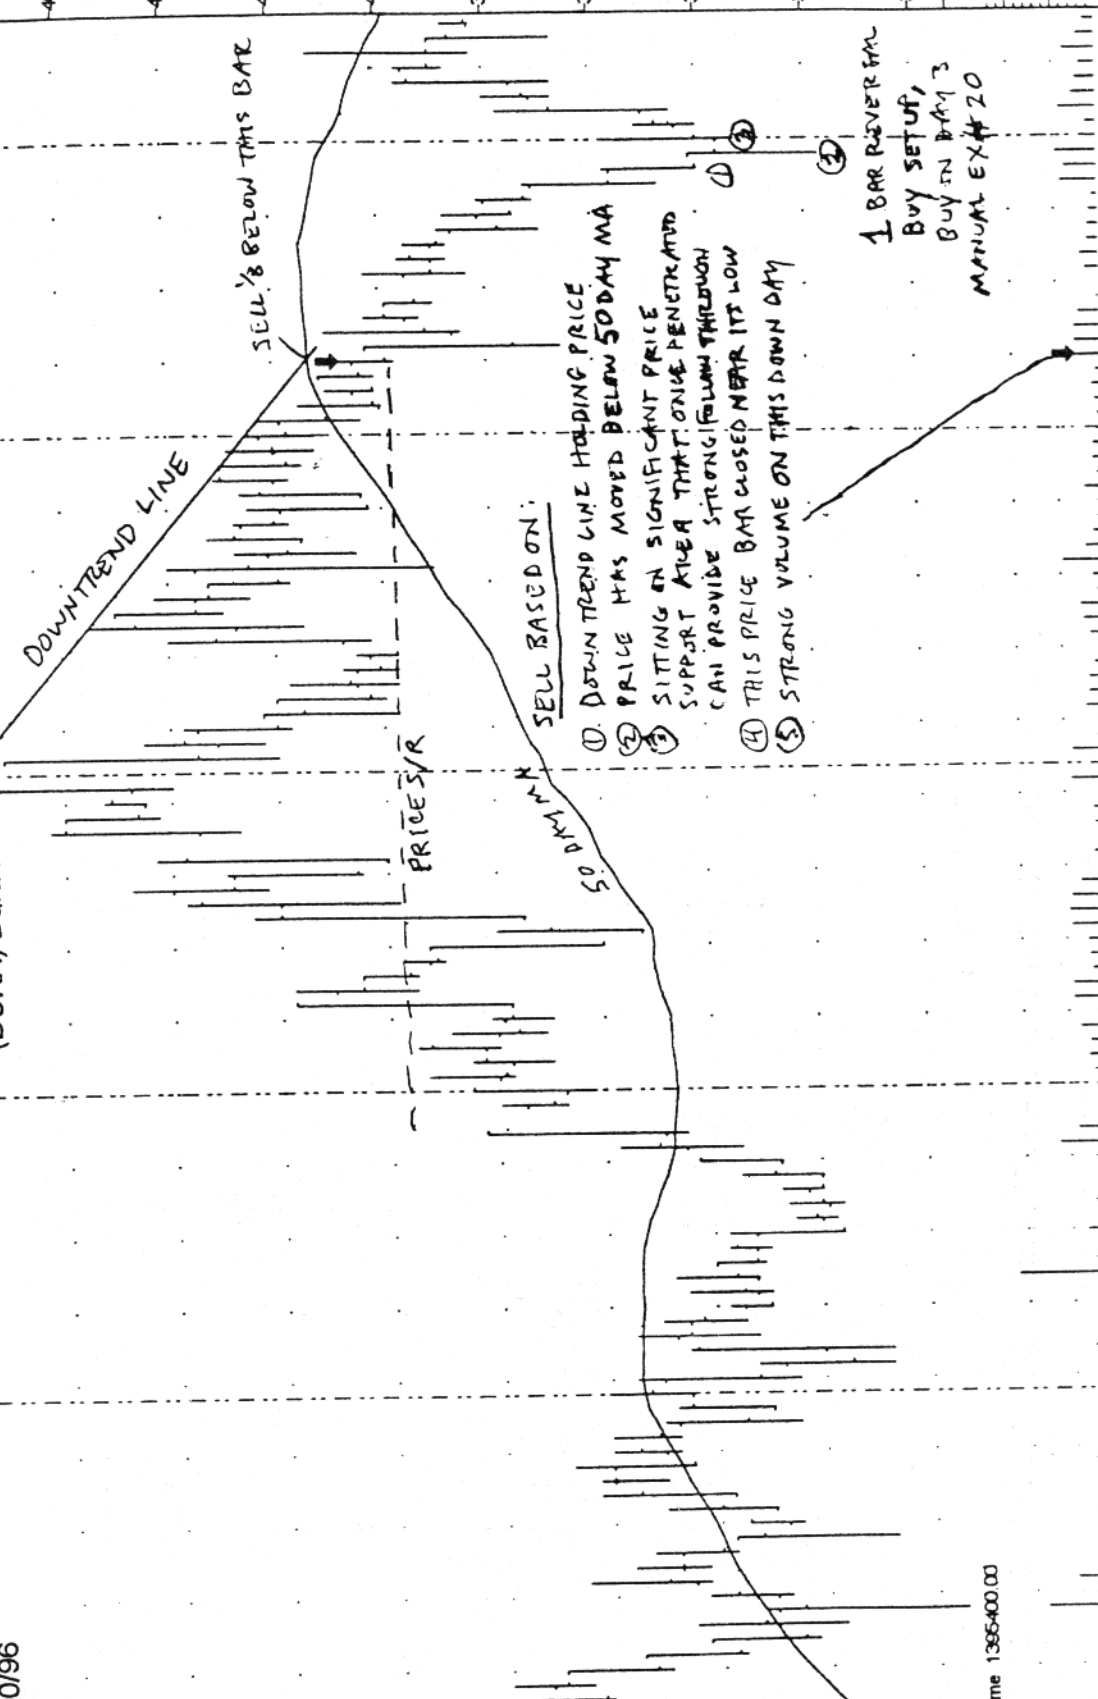 0/96
DOWNTREND LINE
SELL 1/8 BELOW THIS BAR
PRICE S/R
50 DAY MA
SELL BASED ON:
① DOWNTREND LINE HOLDING PRICE
② PRICE HAS MOVED BELOW 50 DAY MA
③ SITTING ON SIGNIFICANT PRICE
SUPPORT AREA THAT ONCE PENETRATED
CAN PROVIDE STRONG FOLLOW THROUGH
④ THIS PRICE BAR CLOSED NEAR ITS LOW
⑤ STRONG VOLUME ON THIS DOWN DAY
①
②
③
1 BAR REVERSAL
BUY SETUP,
BUY ON DAY 3
MANUAL EX# 20
me 1395400.00